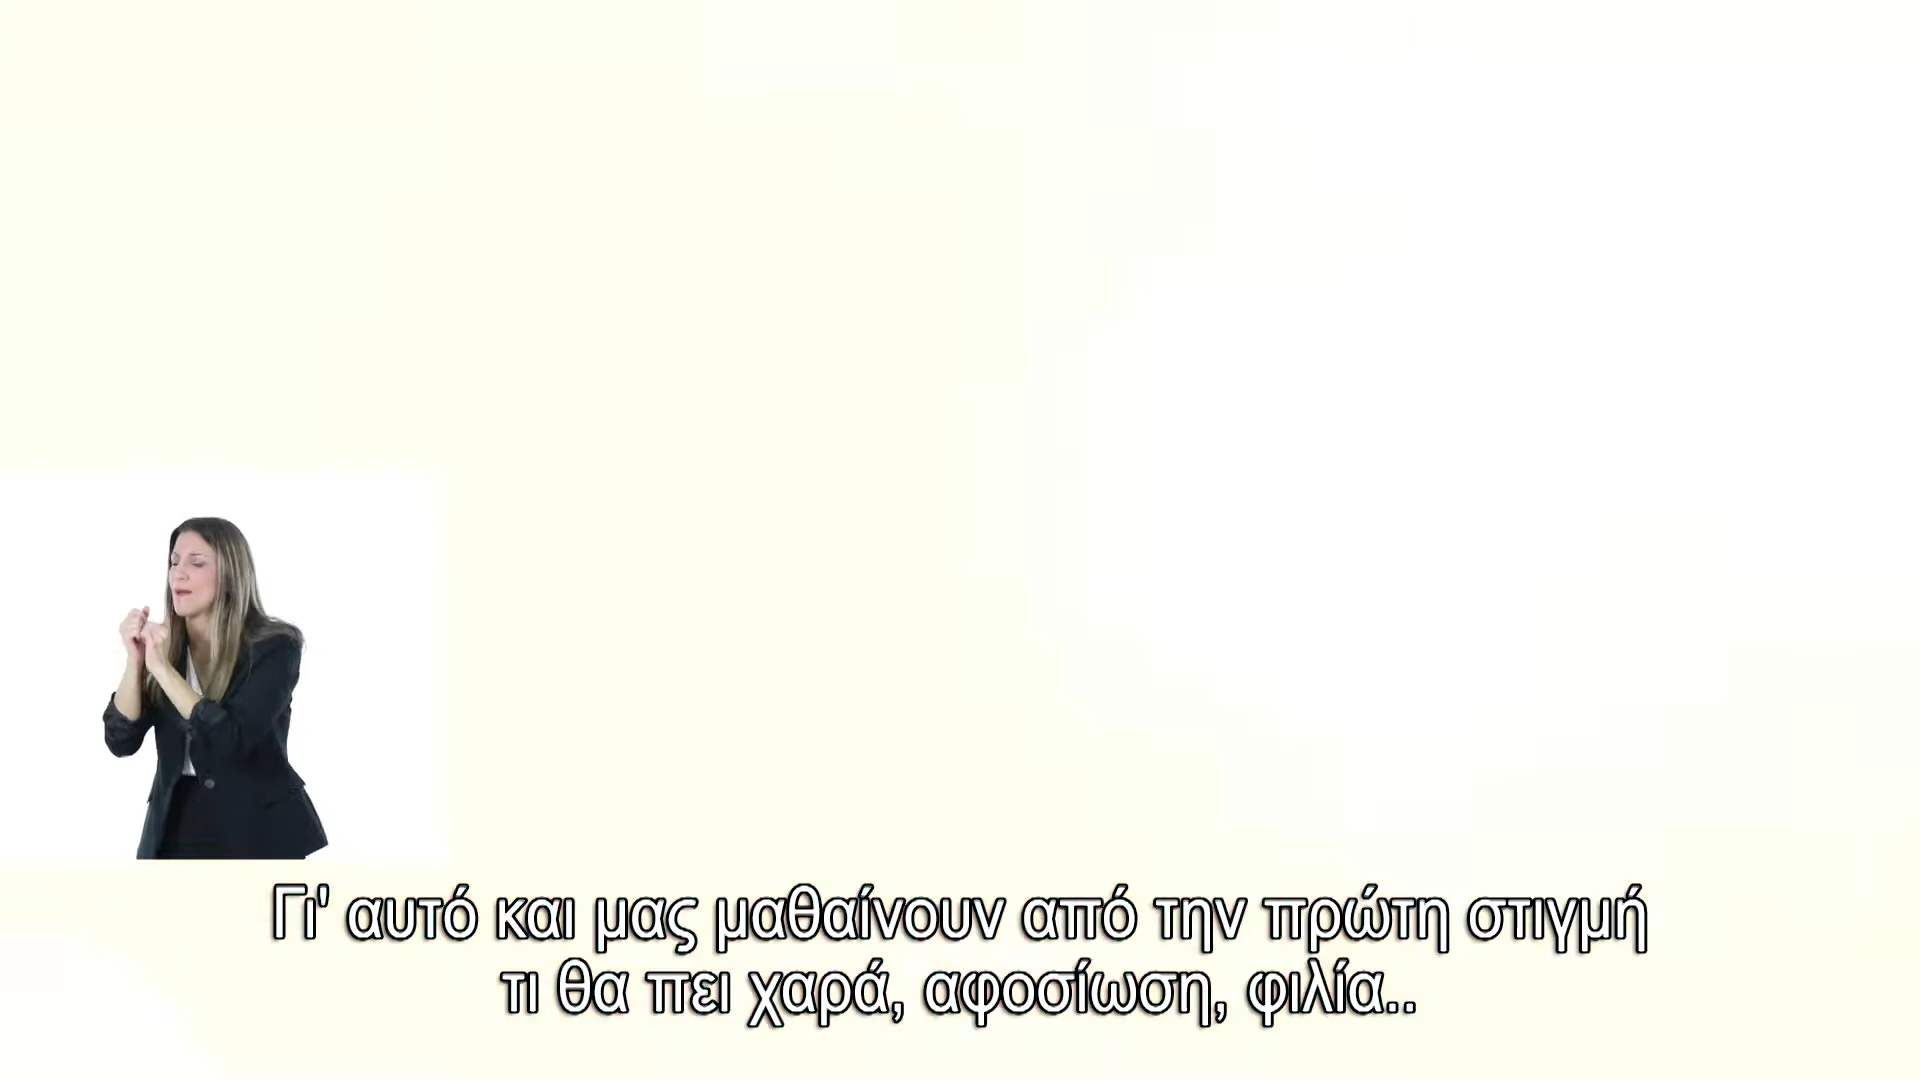 Γι' αυτό και μας μαθαίνουν από την πρώτη στιγμή
τι θα πει χαρά, αφοσίωση, φιλία..